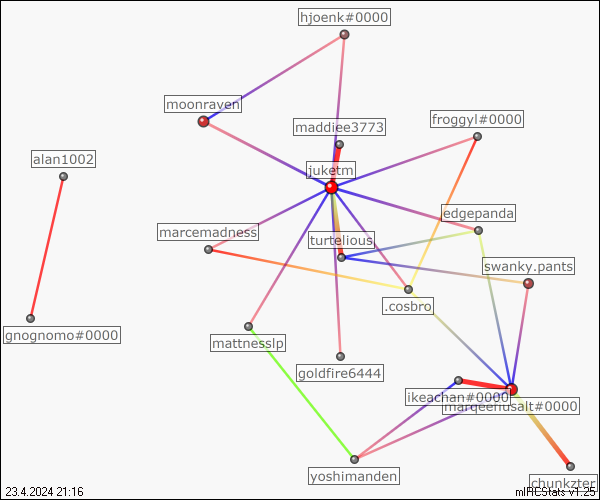 hjoenk#0000
moonraven
maddiee3773
froggyl#0000
alan1002
juketm
edgepanda
marcemadness
turtelious
swanky.pants
.cosbro
gnognomo#0000
mattnesslp
goldfire6444
ikeachan#0000
marqeefiusalt#0000
yoshimanden
chunkzter
23.4.2024 21:16
mIRCStats v1.25